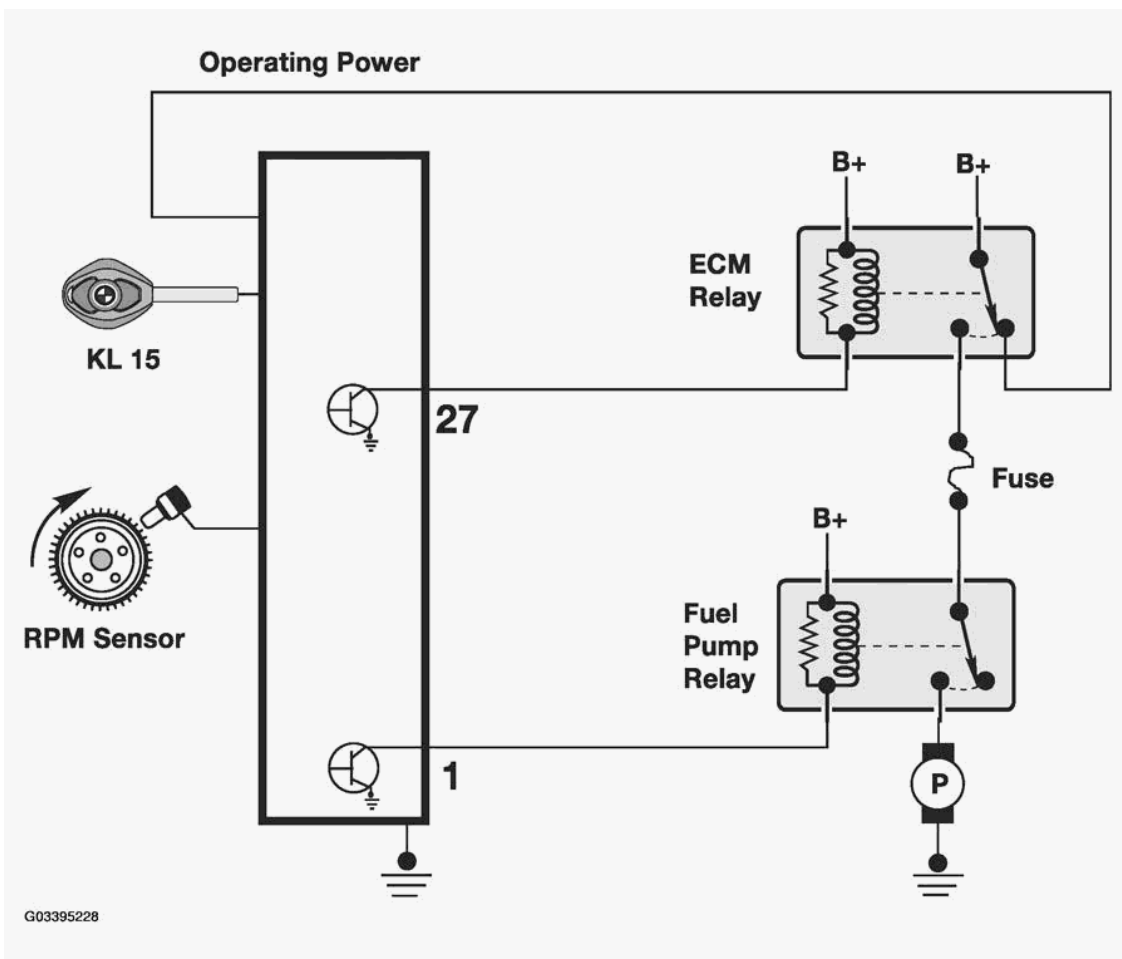 Operating Power
B+
B+
ECM
Relay
KL 15
27
Fuse
B+
RPM Sensor
Fuel
Pump
Relay
1
P
G03395228